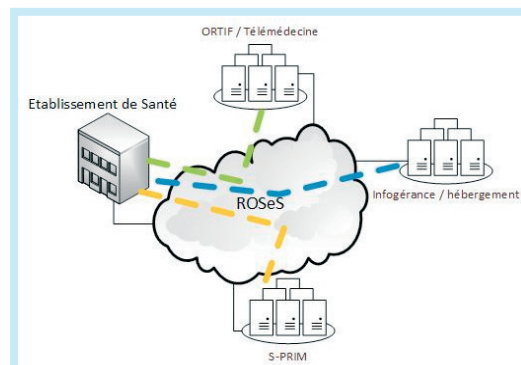 ORTIF / Télémédecine
Etablissement de Santé
ROSeS
Infogérance / hébergement
S-PRIM